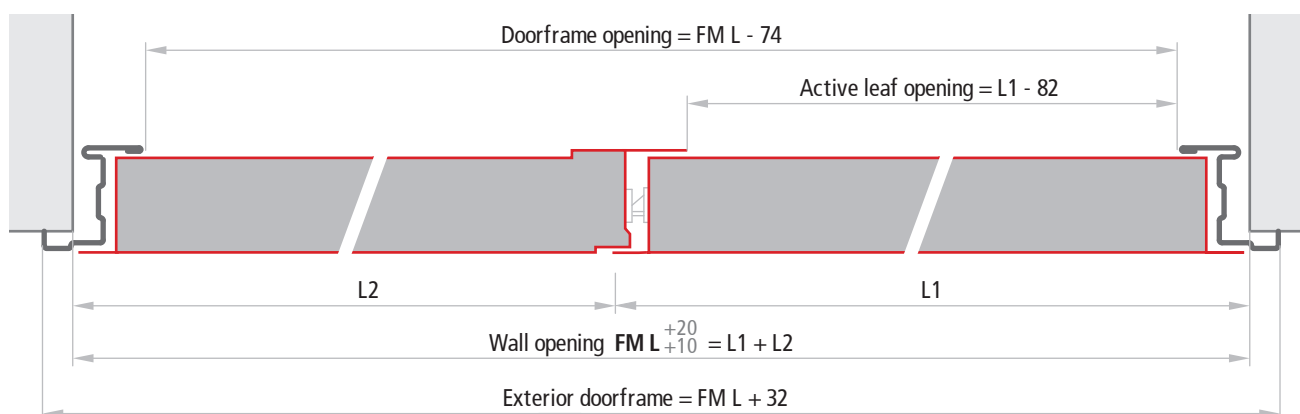 Doorframe opening = FM L - 74
Active leaf opening = L1 - 82
L2
L1
Wall opening FM L +20 +10 = L1 + L2
Exterior doorframe = FM L + 32